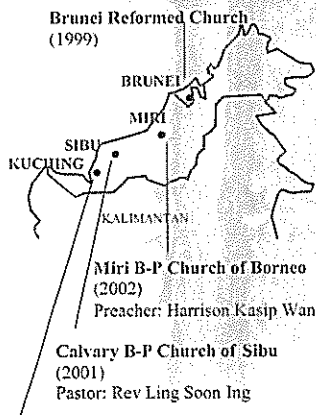 Brunei Reformed Church
(1999)
BRUNEI
MIRI
SIBU
KUCHING
KALIMANTAN
Miri B-P Church of Borneo
(2002)
Preacher: Harrison Kasip Wan
Calvary B-P Church of Sibu
(2001)
Pastor: Rev Ling Soon Ing